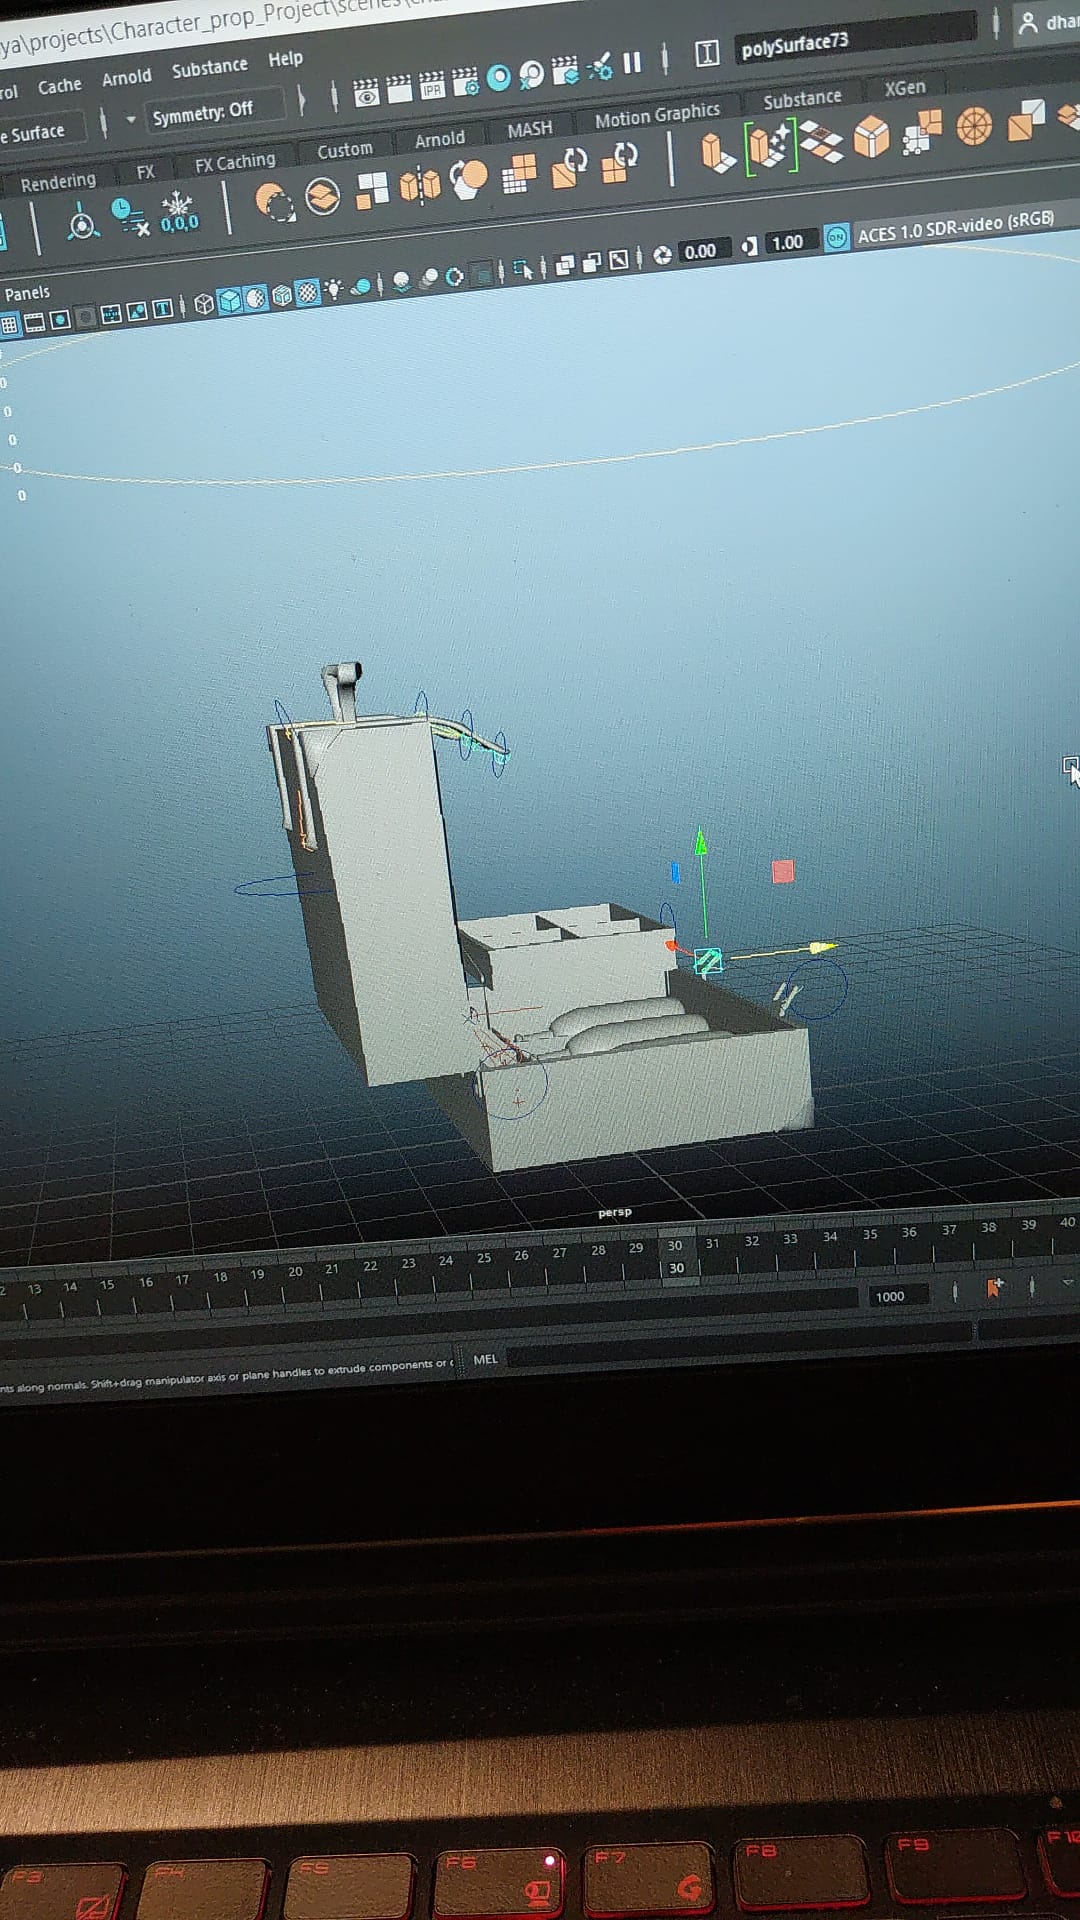 ya\projects\Character_prop_Project\scenes\
rol Cache Arnold Substance Help
e Surface
Symmetry: Off
IPR
polySurface73
dha
Rendering FX FX Caching Custom Arnold MASH Motion Graphics Substance XGen
0,0,0
Panels
T
0.00
1.00
ON
ACES 1.0 SDR-video (sRGB)
0
0
0
0
0
persp
2 13 14 15 16 17 18 19 20 21 22 23 24 25 26 27 28 29 30 31 32 33 34 35 36 37 38 39 40
30
1000
nts along normals. Shift+drag manipulator axis or plane handles to extrude components or c
MEL
F3 F4 F5 F6 F7 F8 F9 F10
G